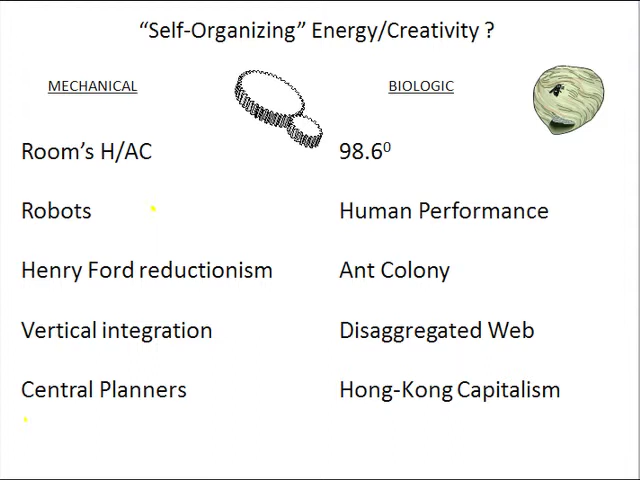 “Self-Organizing” Energy/Creativity ?
MECHANICAL BIOLOGIC
Room’s H/AC 98.6⁰
Robots Human Performance
Henry Ford reductionism Ant Colony
Vertical integration Disaggregated Web
Central Planners Hong-Kong Capitalism